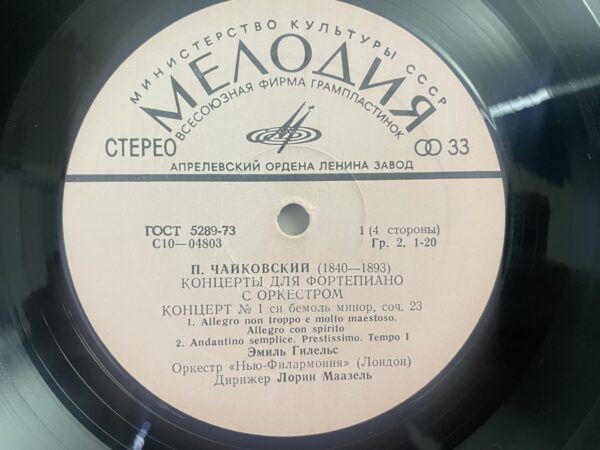 МИНИСТЕРСТВО КУЛЬТУРЫ СССР
МЕЛОДИЯ
ВСЕСОЮЗНАЯ ФИРМА ГРАМПЛАСТИНОК
СТЕРЕО
33
АПРЕЛЕВСКИЙ ОРДЕНА ЛЕНИНА ЗАВОД
ГОСТ 5289-73
1 (4 стороны)
С10—04803
Гр. 2. 1-20
П. ЧАЙКОВСКИЙ (1840—1893)
КОНЦЕРТЫ ДЛЯ ФОРТЕПИАНО
С ОРКЕСТРОМ
КОНЦЕРТ № 1 си бемоль минор, соч. 23
1. Allegro non troppo e molto maestoso.
Allegro con spirito
2. Andantino semplice. Prestissimo. Tempo I
Эмиль Гилельс
Оркестр «Нью-Филармония» (Лондон)
Дирижер Лорин Маазель